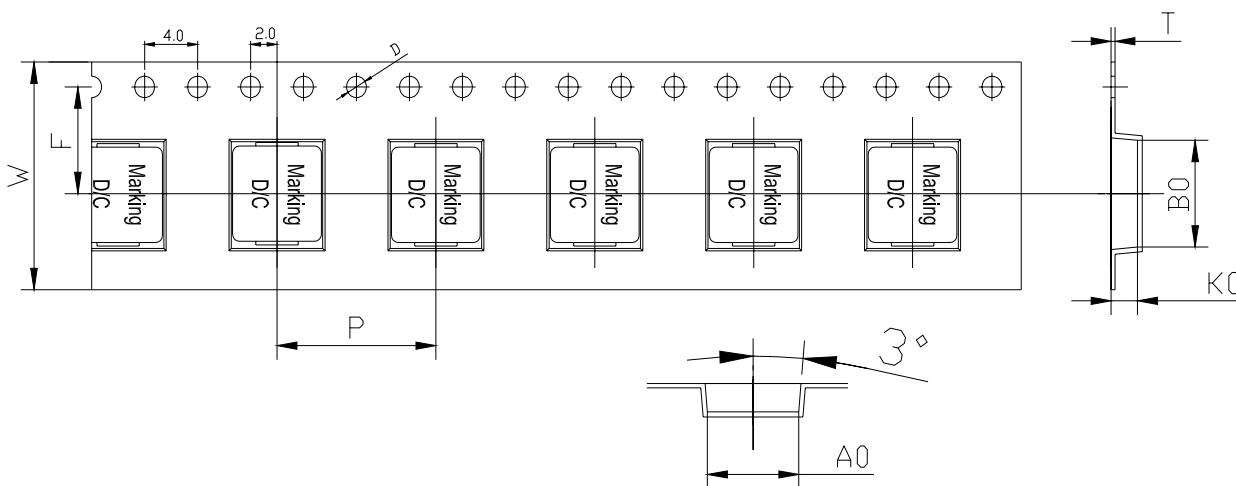 4.0
2.0
D
T
F
W
Marking
D/C
Marking
D/C
Marking
D/C
Marking
D/C
Marking
D/C
Marking
D/C
B0
K0
P
3°
A0